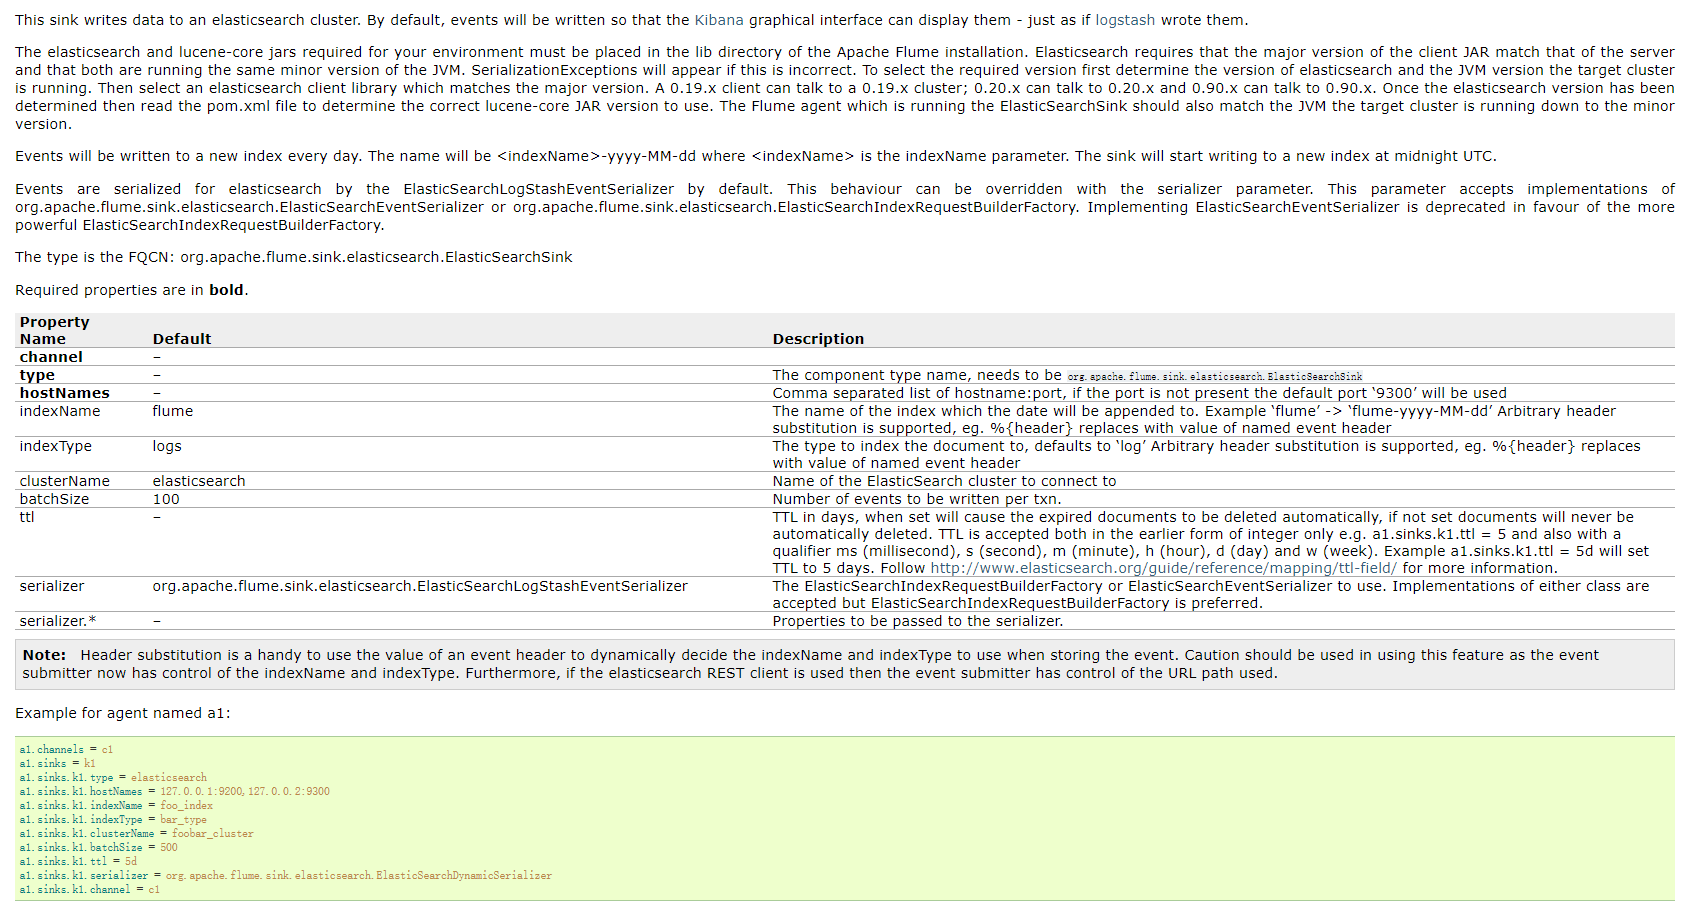 This sink writes data to an elasticsearch cluster. By default, events will be written so that the Kibana graphical interface can display them - just as if logstash wrote them.
The elasticsearch and lucene-core jars required for your environment must be placed in the lib directory of the Apache Flume installation. Elasticsearch requires that the major version of the client JAR match that of the server
and that both are running the same minor version of the JVM. SerializationExceptions will appear if this is incorrect. To select the required version first determine the version of elasticsearch and the JVM version the target cluster
is running. Then select an elasticsearch client library which matches the major version. A 0.19.x client can talk to a 0.19.x cluster; 0.20.x can talk to 0.20.x and 0.90.x can talk to 0.90.x. Once the elasticsearch version has been
determined then read the pom.xml file to determine the correct lucene-core JAR version to use. The Flume agent which is running the ElasticSearchSink should also match the JVM the target cluster is running down to the minor
version.
Events will be written to a new index every day. The name will be <indexName>-yyyy-MM-dd where <indexName> is the indexName parameter. The sink will start writing to a new index at midnight UTC.
Events are serialized for elasticsearch by the ElasticSearchLogStashEventSerializer by default. This behaviour can be overridden with the serializer parameter. This parameter accepts implementations of
org.apache.flume.sink.elasticsearch.ElasticSearchEventSerializer or org.apache.flume.sink.elasticsearch.ElasticSearchIndexRequestBuilderFactory. Implementing ElasticSearchEventSerializer is deprecated in favour of the more
powerful ElasticSearchIndexRequestBuilderFactory.
The type is the FQCN: org.apache.flume.sink.elasticsearch.ElasticSearchSink
Required properties are in bold.
Property
Name Default Description
channel –
type – The component type name, needs to be org.apache.flume.sink.elasticsearch.ElasticSearchSink
hostNames – Comma separated list of hostname:port, if the port is not present the default port ‘9300’ will be used
indexName flume The name of the index which the date will be appended to. Example ‘flume’ -> ‘flume-yyyy-MM-dd’ Arbitrary header
substitution is supported, eg. %{header} replaces with value of named event header
indexType logs The type to index the document to, defaults to ‘log’ Arbitrary header substitution is supported, eg. %{header} replaces
with value of named event header
clusterName elasticsearch Name of the ElasticSearch cluster to connect to
batchSize 100 Number of events to be written per txn.
ttl – TTL in days, when set will cause the expired documents to be deleted automatically, if not set documents will never be
automatically deleted. TTL is accepted both in the earlier form of integer only e.g. a1.sinks.k1.ttl = 5 and also with a
qualifier ms (millisecond), s (second), m (minute), h (hour), d (day) and w (week). Example a1.sinks.k1.ttl = 5d will set
TTL to 5 days. Follow http://www.elasticsearch.org/guide/reference/mapping/ttl-field/ for more information.
serializer org.apache.flume.sink.elasticsearch.ElasticSearchLogStashEventSerializer The ElasticSearchIndexRequestBuilderFactory or ElasticSearchEventSerializer to use. Implementations of either class are
accepted but ElasticSearchIndexRequestBuilderFactory is preferred.
serializer.* – Properties to be passed to the serializer.
Note: Header substitution is a handy to use the value of an event header to dynamically decide the indexName and indexType to use when storing the event. Caution should be used in using this feature as the event
submitter now has control of the indexName and indexType. Furthermore, if the elasticsearch REST client is used then the event submitter has control of the URL path used.
Example for agent named a1:
a1.channels = c1
a1.sinks = k1
a1.sinks.k1.type = elasticsearch
a1.sinks.k1.hostNames = 127.0.0.1:9200,127.0.0.2:9300
a1.sinks.k1.indexName = foo_index
a1.sinks.k1.indexType = bar_type
a1.sinks.k1.clusterName = foobar_cluster
a1.sinks.k1.batchSize = 500
a1.sinks.k1.ttl = 5d
a1.sinks.k1.serializer = org.apache.flume.sink.elasticsearch.ElasticSearchDynamicSerializer
a1.sinks.k1.channel = c1